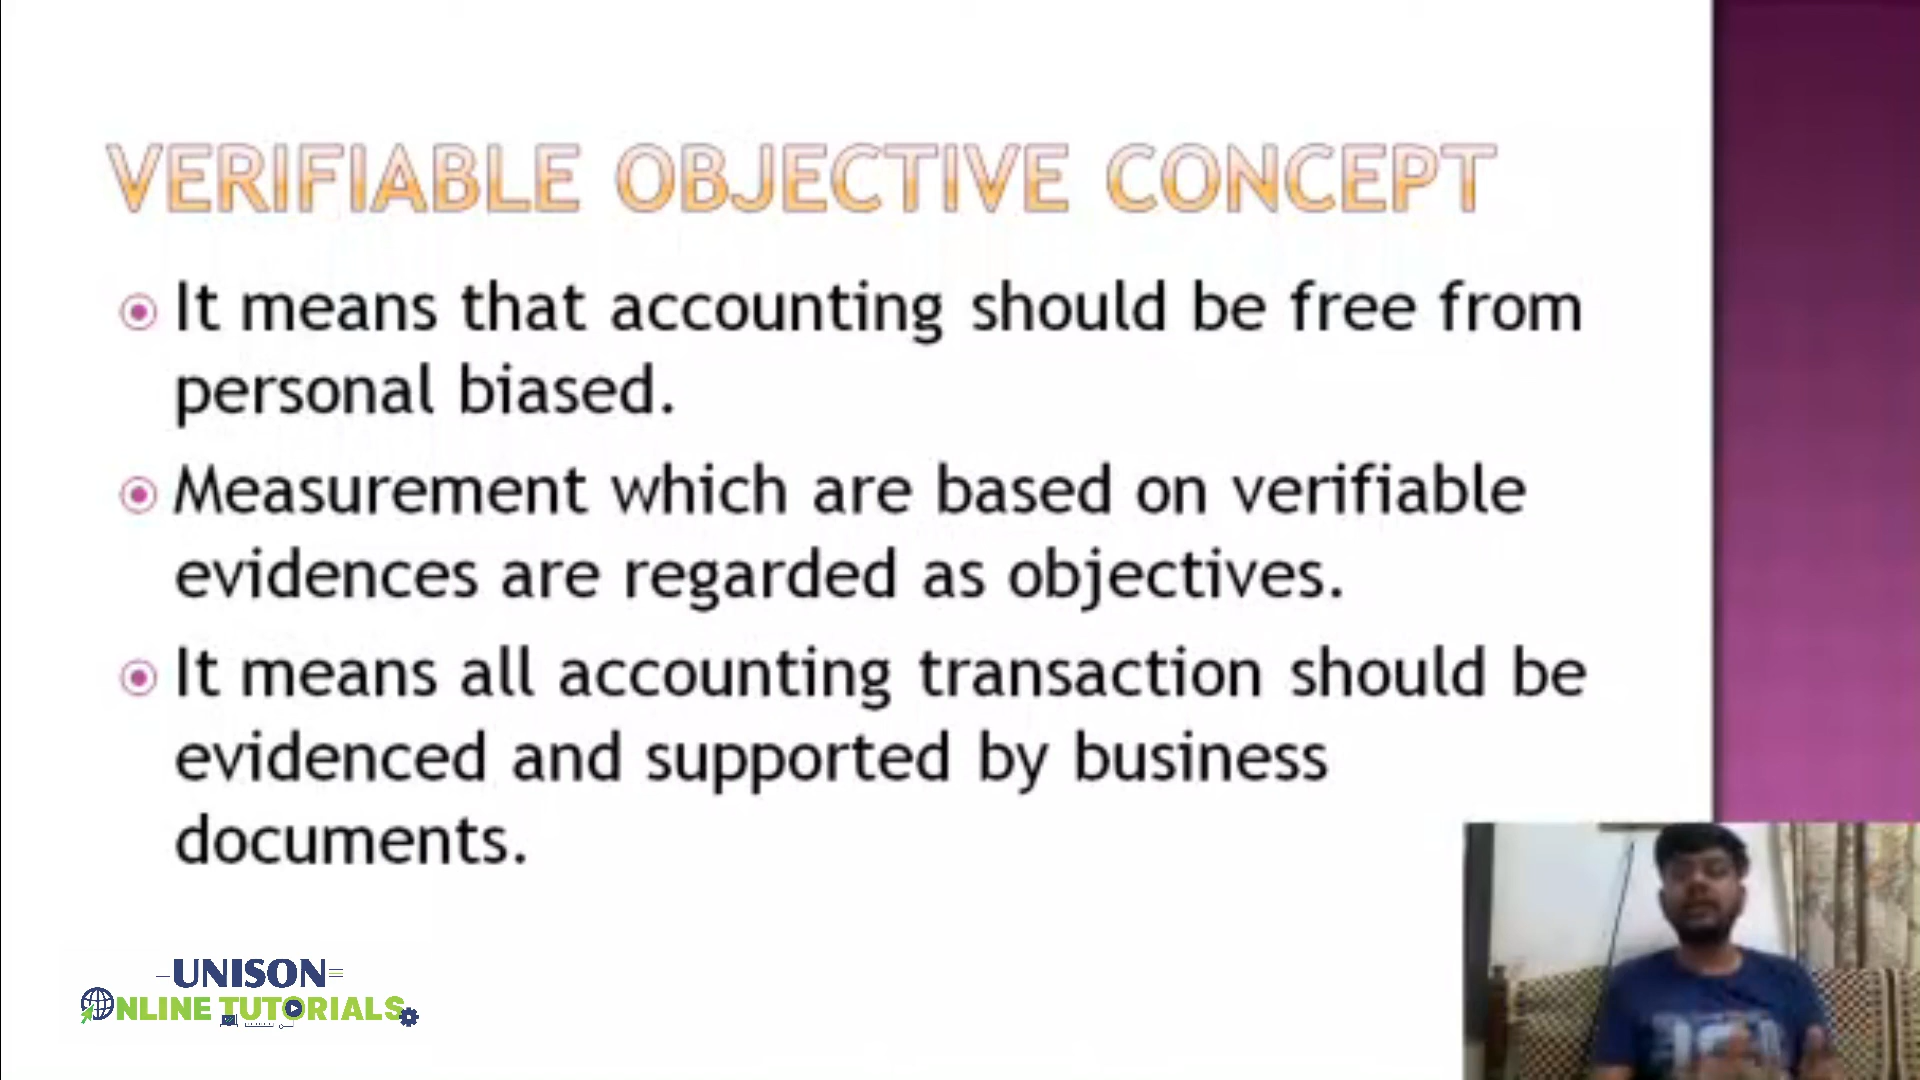 VERIFIABLE OBJECTIVE CONCEPT
It means that accounting should be free from
personal biased.
Measurement which are based on verifiable
evidences are regarded as objectives.
It means all accounting transaction should be
evidenced and supported by business
documents.
UNISON
ONLINE TUTORIALS